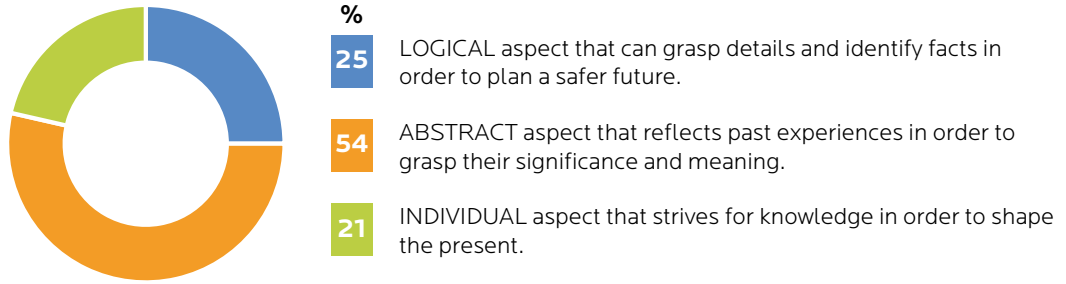 %
25
LOGICAL aspect that can grasp details and identify facts in
order to plan a safer future.
54
ABSTRACT aspect that reflects past experiences in order to
grasp their significance and meaning.
21
INDIVIDUAL aspect that strives for knowledge in order to shape
the present.